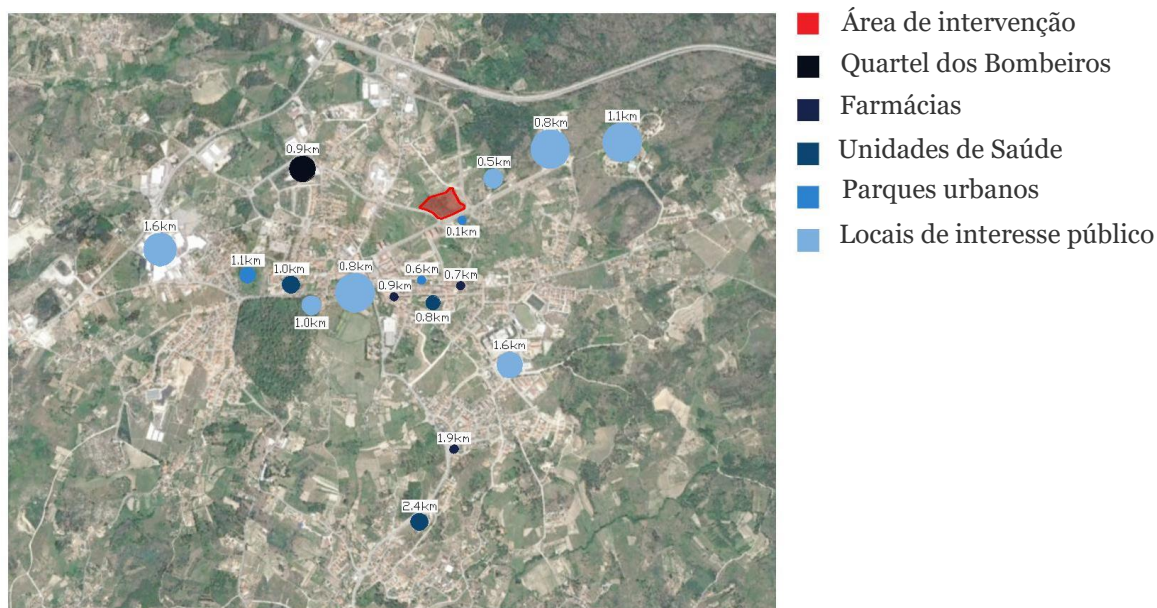 Área de intervenção
Quartel dos Bombeiros
Farmácias
Unidades de Saúde
Parques urbanos
Locais de interesse público
1.1km
0.8km
0.9km
0.5km
1.6km
0.1km
1.1km
1.0km
0.8km
0.6km
0.7km
0.9km
1.0km
0.8km
1.6km
1.9km
2.4km